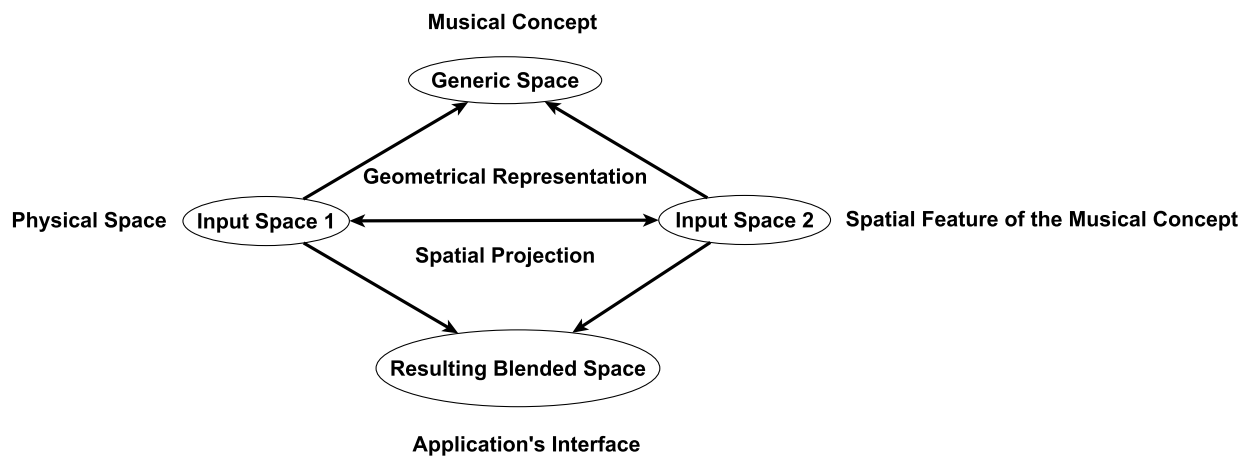 Musical Concept
Generic Space
Geometrical Representation
Physical Space
Input Space 1
Input Space 2
Spatial Feature of the Musical Concept
Spatial Projection
Resulting Blended Space
Application's Interface